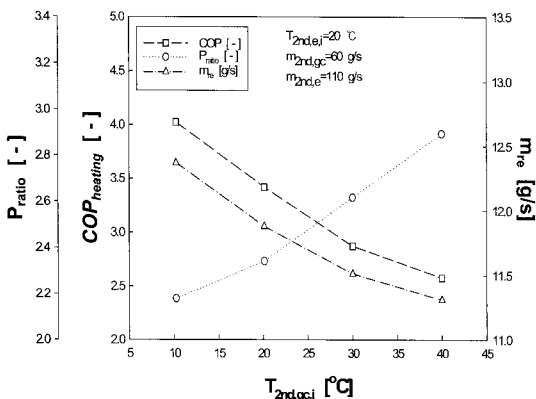 COP [ - ]
P_ratio [ - ]
m_re [g/s]
T_2nd,e,i=20 ℃
m_2nd,gc=60 g/s
m_2nd,e=110 g/s
P_ratio [ - ]
3.4
3.2
3.0
2.8
2.6
2.4
2.2
2.0
COP_heating [ - ]
5.0
4.5
4.0
3.5
3.0
2.5
2.0
m_re [g/s]
13.5
13.0
12.5
12.0
11.5
11.0
5 10 15 20 25 30 35 40 45
T_2nd,gc,i [℃]